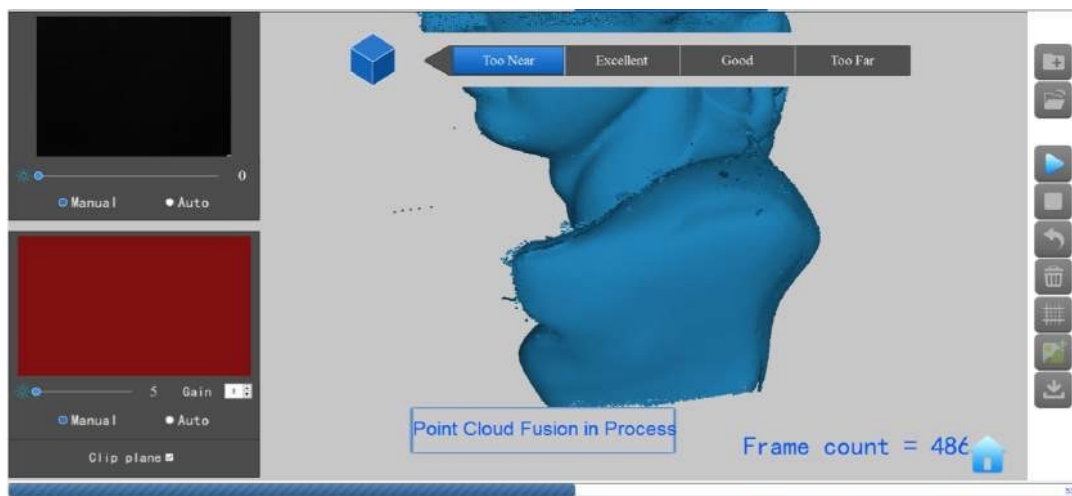 Too Near Excellent Good Too Far
0
Manual Auto
5 Gain
Manual Auto
Clip plane
Point Cloud Fusion in Process
Frame count = 486